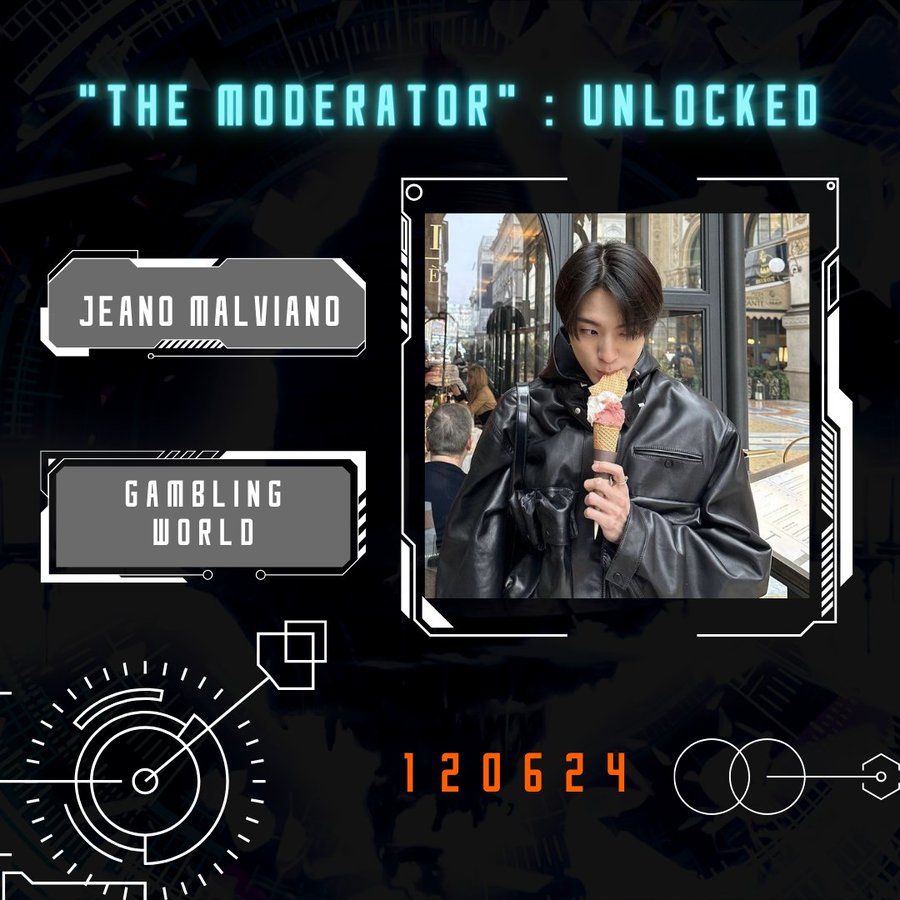 "THE MODERATOR" : UNLOCKED
JEANO MALVIANO
GAMBLING
WORLD
120624